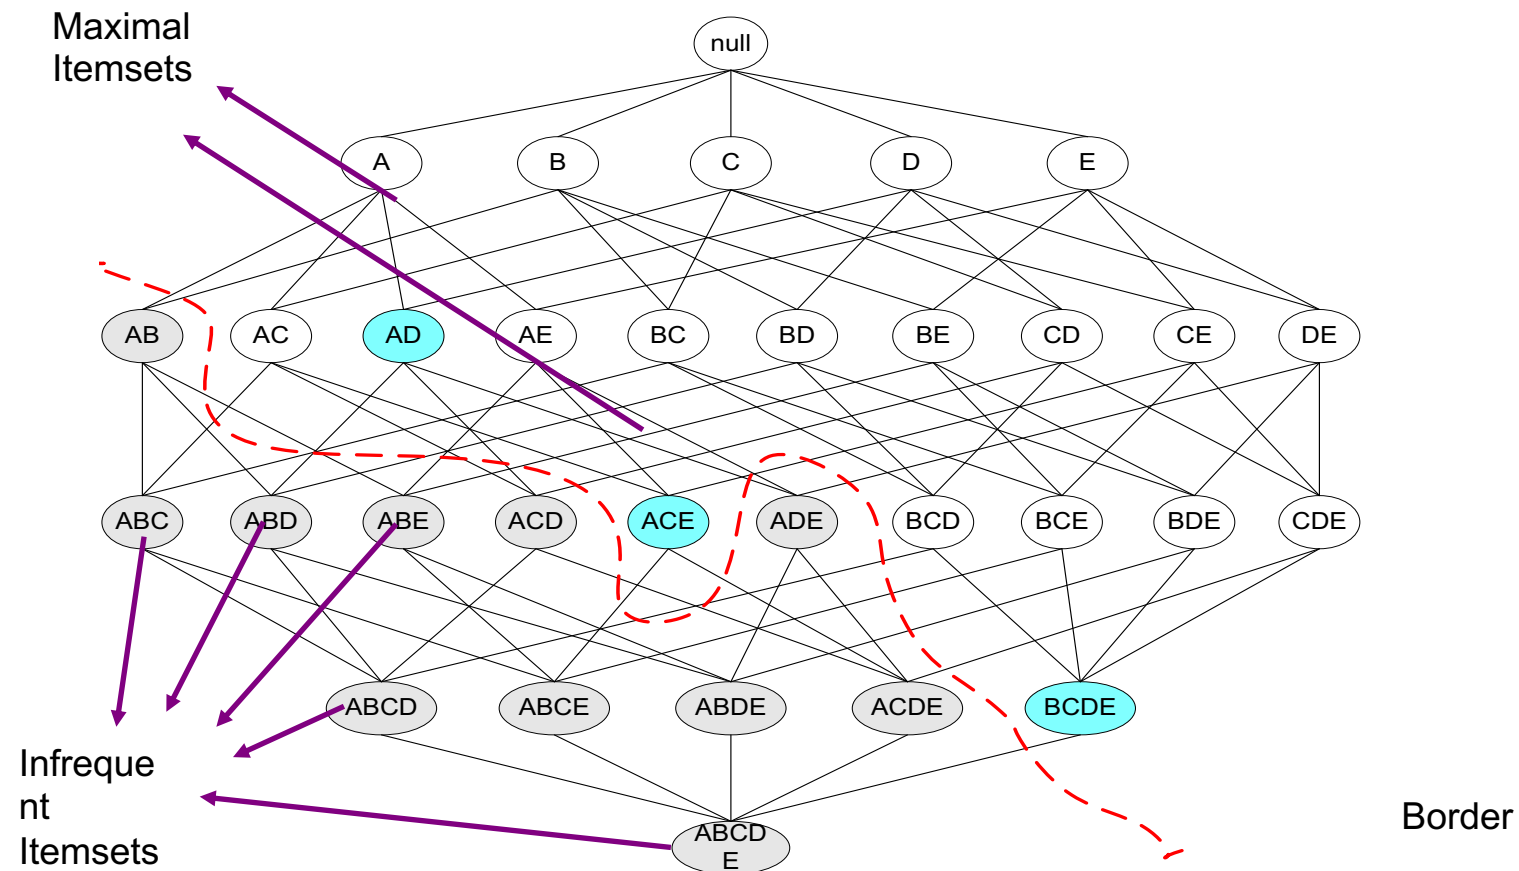 Maximal
Itemsets
null
A B C D E
AB AC AD AE BC BD BE CD CE DE
ABC ABD ABE ACD ACE ADE BCD BCE BDE CDE
ABCD ABCE ABDE ACDE BCDE
Infreque
nt
Itemsets
ABCD
E
Border